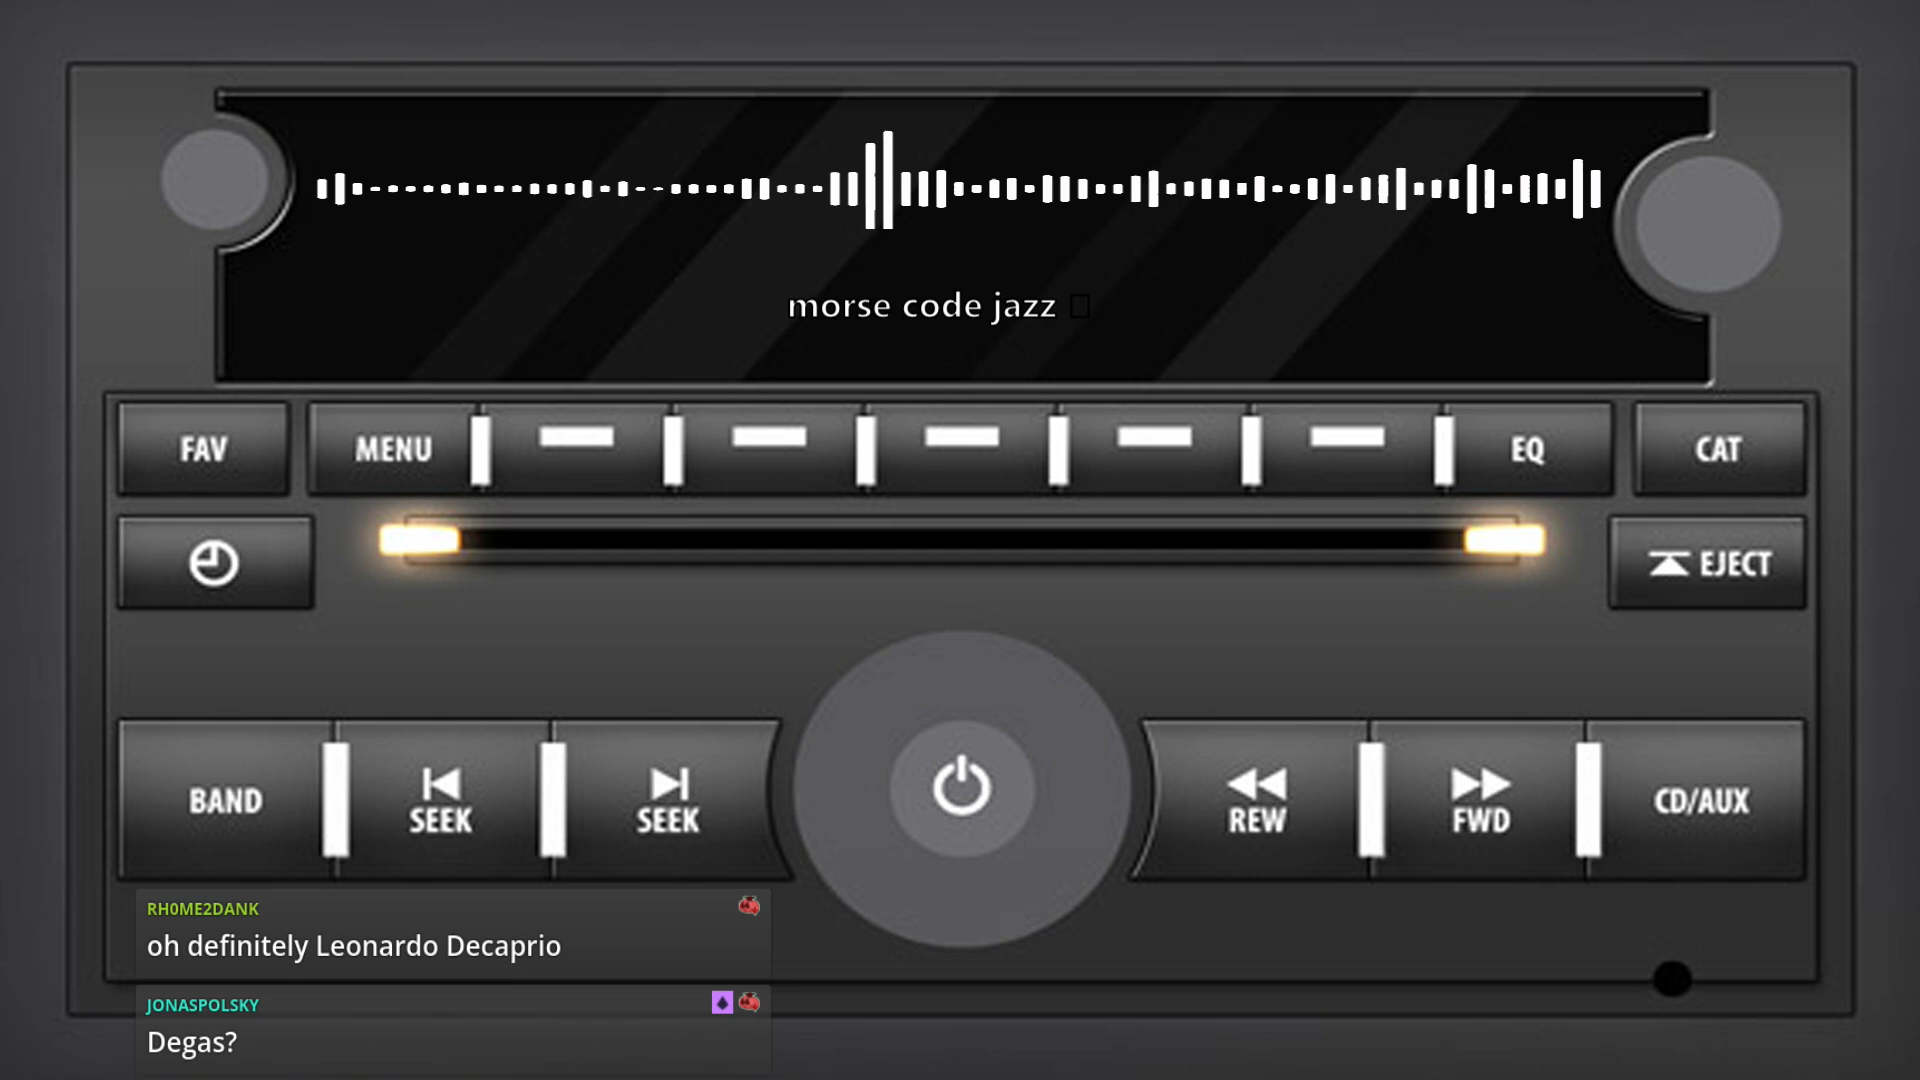 morse code jazz
FAV
MENU
EQ
CAT
EJECT
BAND
SEEK
SEEK
REW
FWD
CD/AUX
RH0ME2DANK
oh definitely Leonardo Decaprio
JONASPOLSKY
Degas?